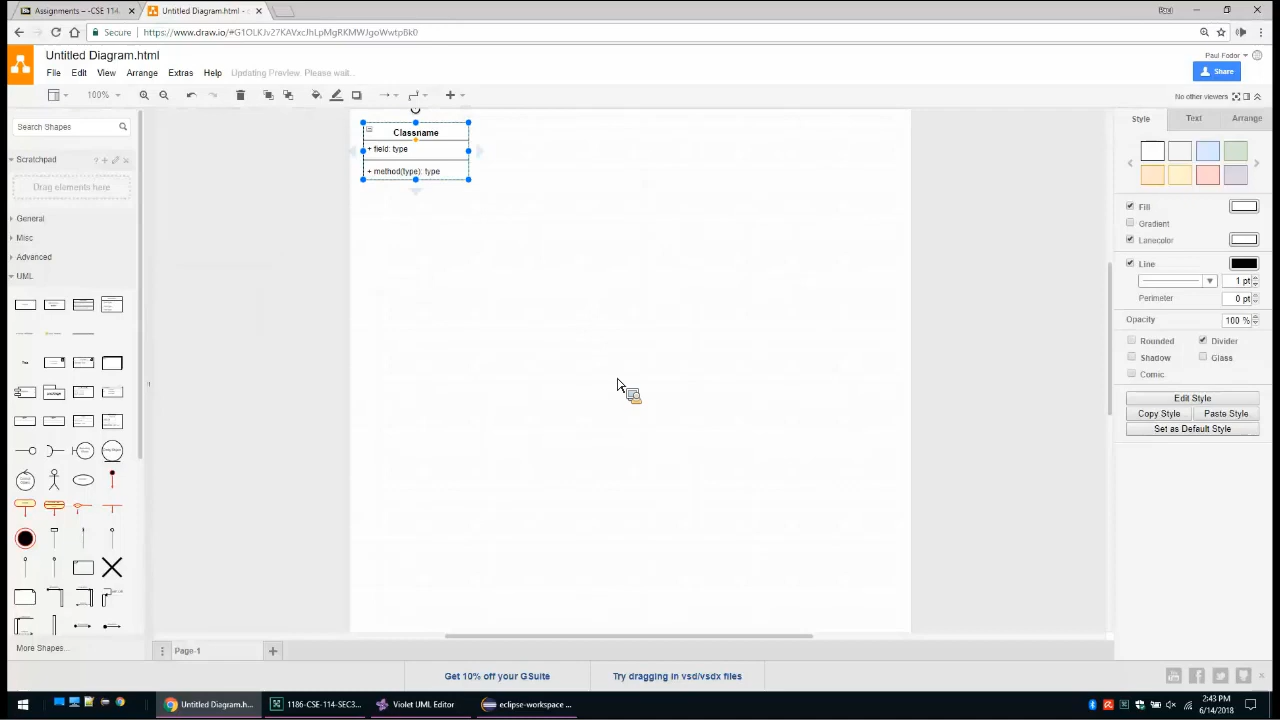 Assignments – -CSE 114
Untitled Diagram.html -
Secure
https://www.draw.io/#G1OLKJv27KAVxcJhLpMgRKMWJgoWwtpBk0
Untitled Diagram.html
Paul Fodor
File Edit View Arrange Extras Help Updating Preview. Please wait...
Share
100%
No other viewers
Search Shapes
Scratchpad
Drag elements here
General
Misc
Advanced
UML
package
More Shapes...
Classname
+ field: type
+ method(type): type
Style Text Arrange
Fill
Gradient
Lanecolor
Line
1 pt
Perimeter 0 pt
Opacity 100 %
Rounded Divider
Shadow Glass
Comic
Edit Style
Copy Style Paste Style
Set as Default Style
Page-1
Get 10% off your GSuite Try dragging in vsd/vsdx files
Untitled Diagram.h... 1186-CSE-114-SEC3... Violet UML Editor eclipse-workspace ...
2:43 PM
6/14/2018